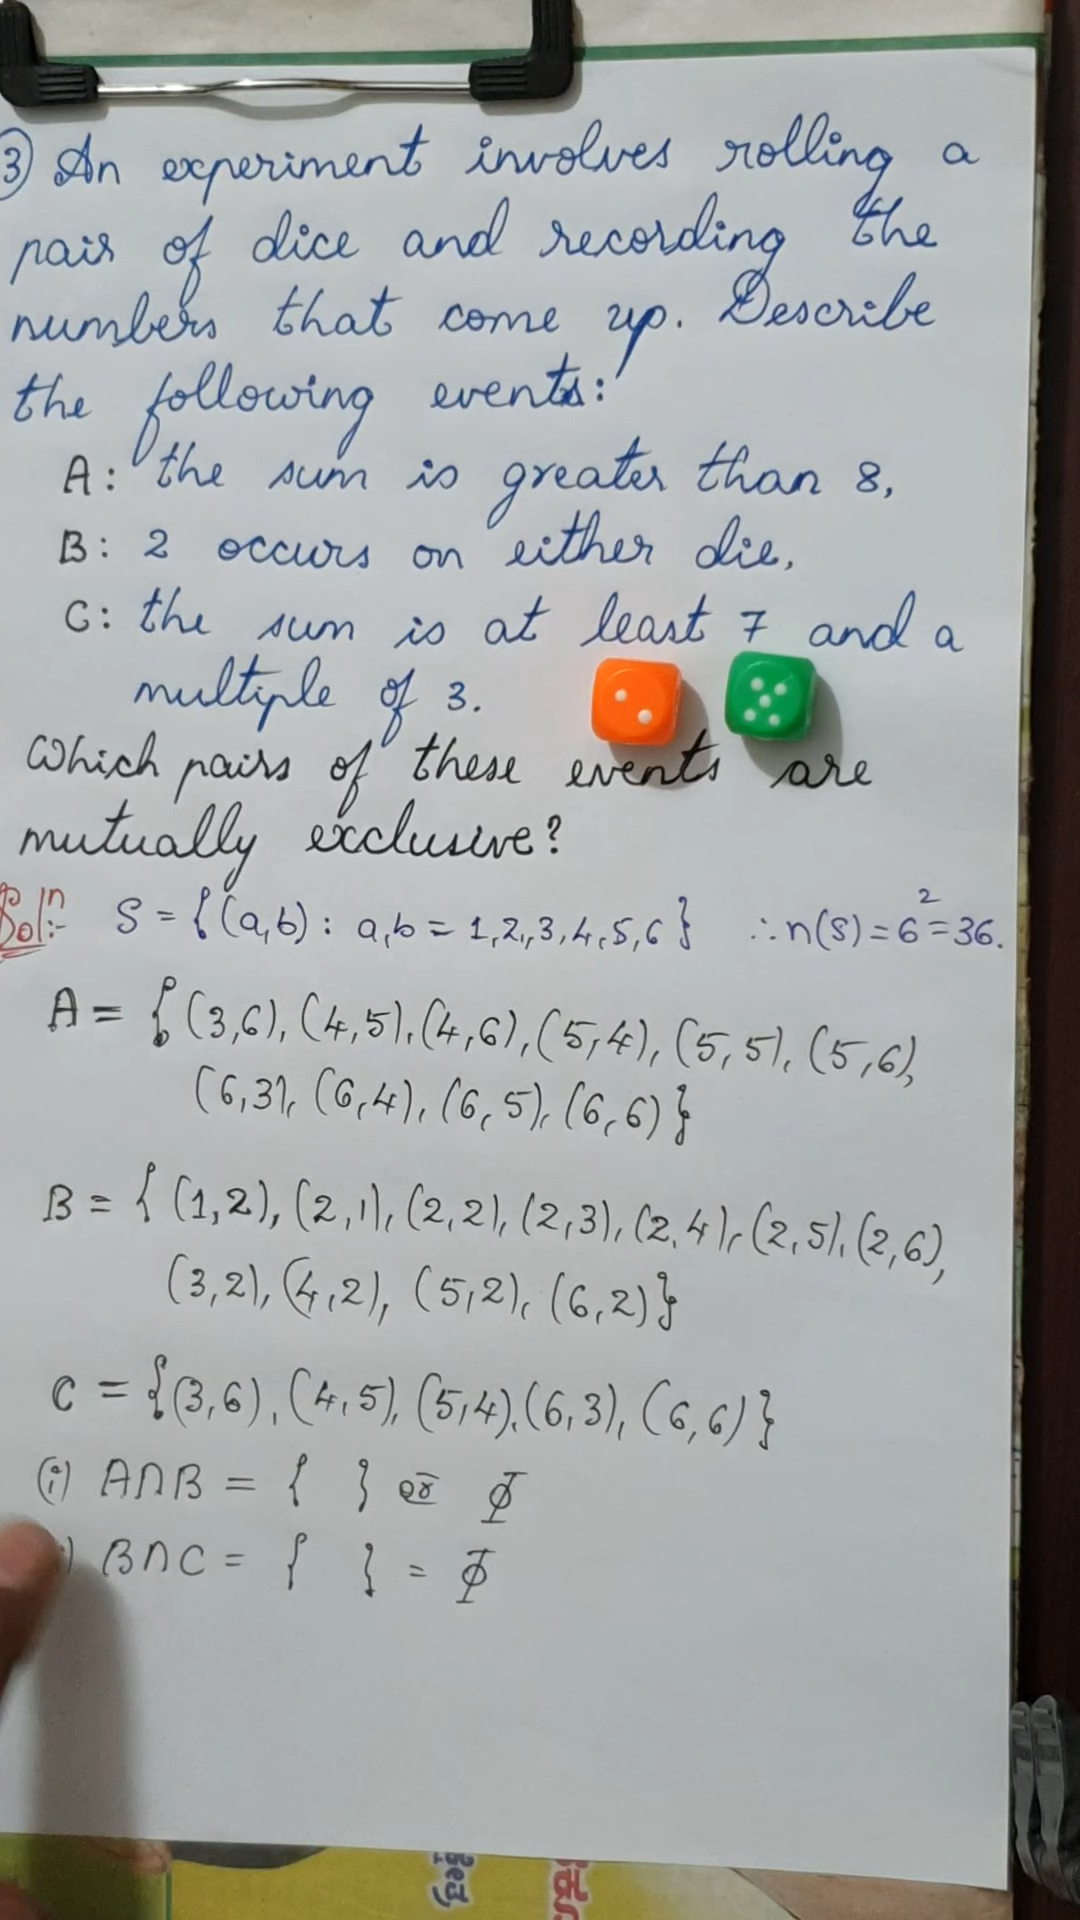 3) An experiment involves rolling a
pair of dice and recording the
numbers that come up. Describe
the following events:
A: the sum is greater than 8,
B: 2 occurs on either die,
C: the sum is at least 7 and a
multiple of 3.
Which pairs of these events are
mutually exclusive?
Solⁿ:- S = {(a,b) : a,b = 1,2,3,4,5,6} ∴n(S) = 6² = 36.
A = {(3,6), (4,5), (4,6), (5,4), (5,5), (5,6),
(6,3), (6,4), (6,5), (6,6)}
B = {(1,2), (2,1), (2,2), (2,3), (2,4), (2,5), (2,6),
(3,2), (4,2), (5,2), (6,2)}
C = {(3,6), (4,5), (5,4), (6,3), (6,6)}
(i) A∩B = { } or Φ
) B∩C = { } = Φ